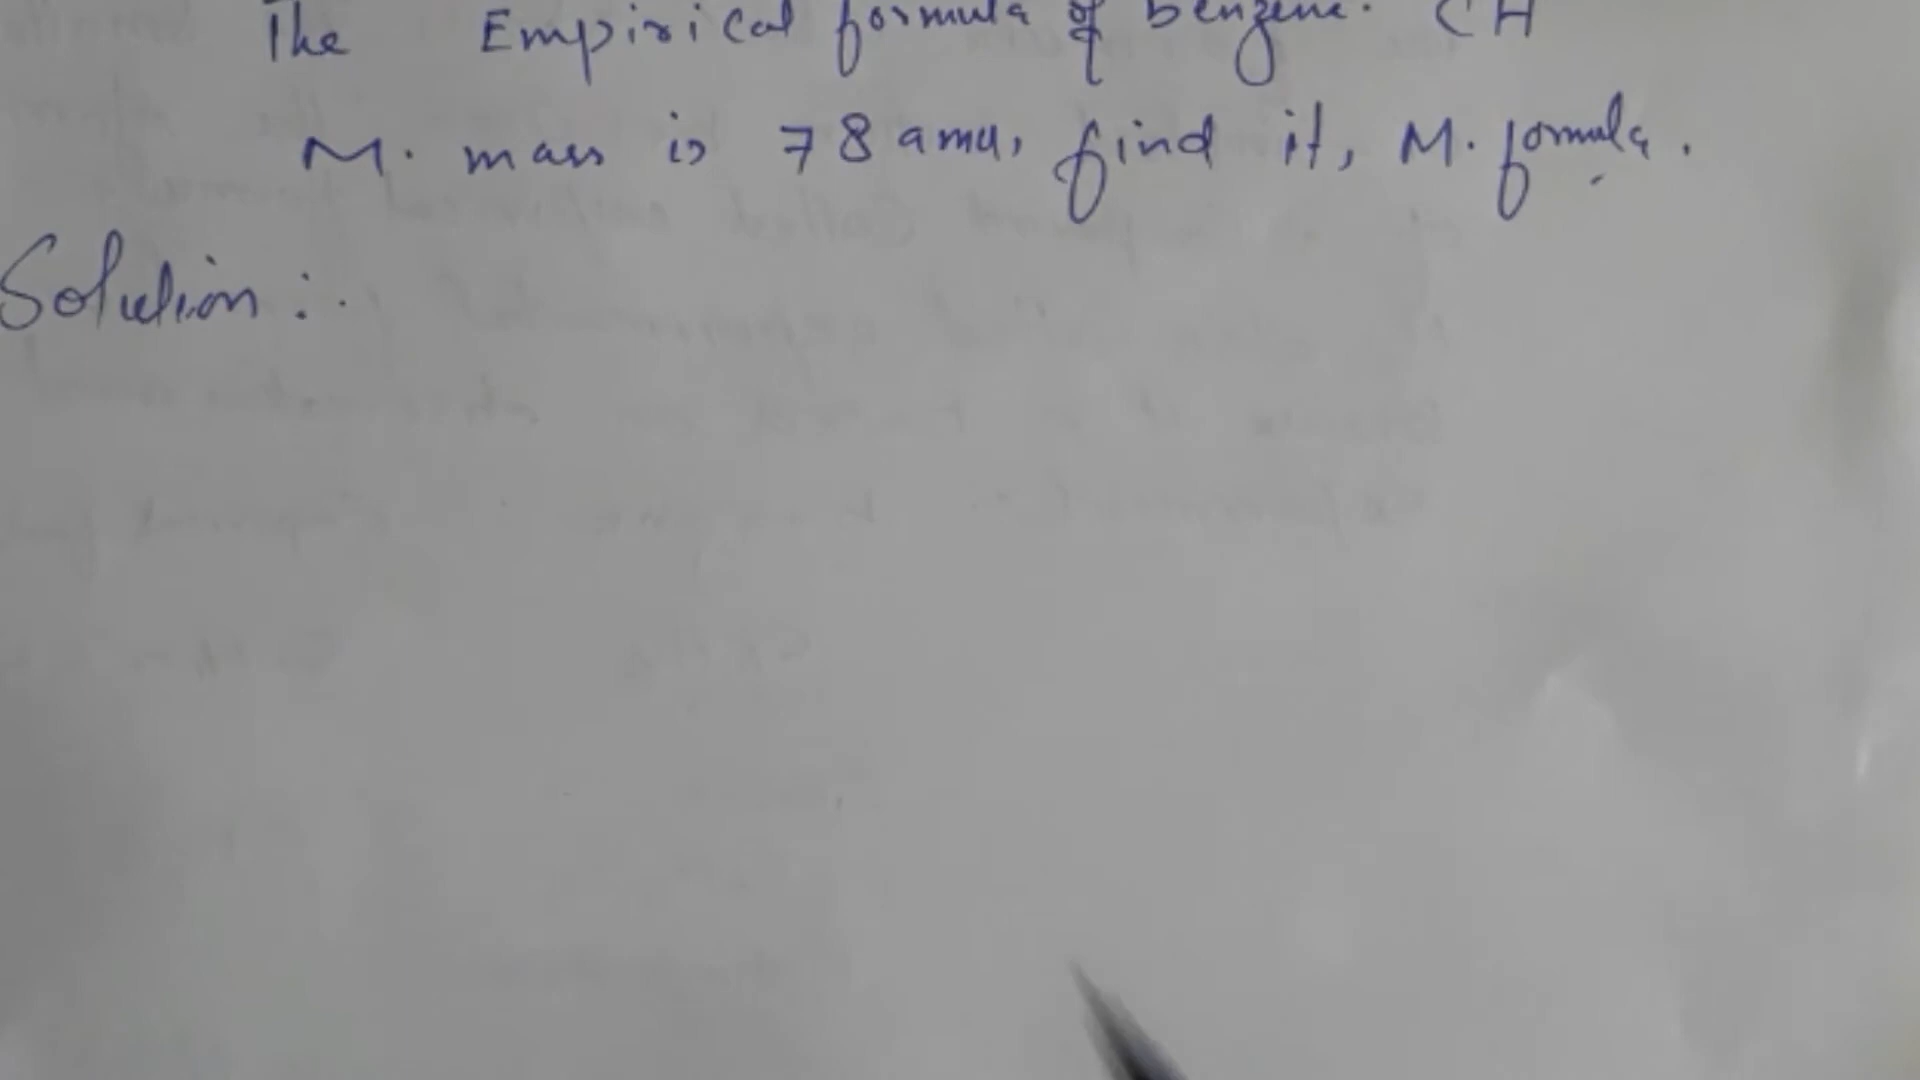 The Empirical formula of benzene. CH
M. mass is 78 amu, find it, M. formula.
Solution :.